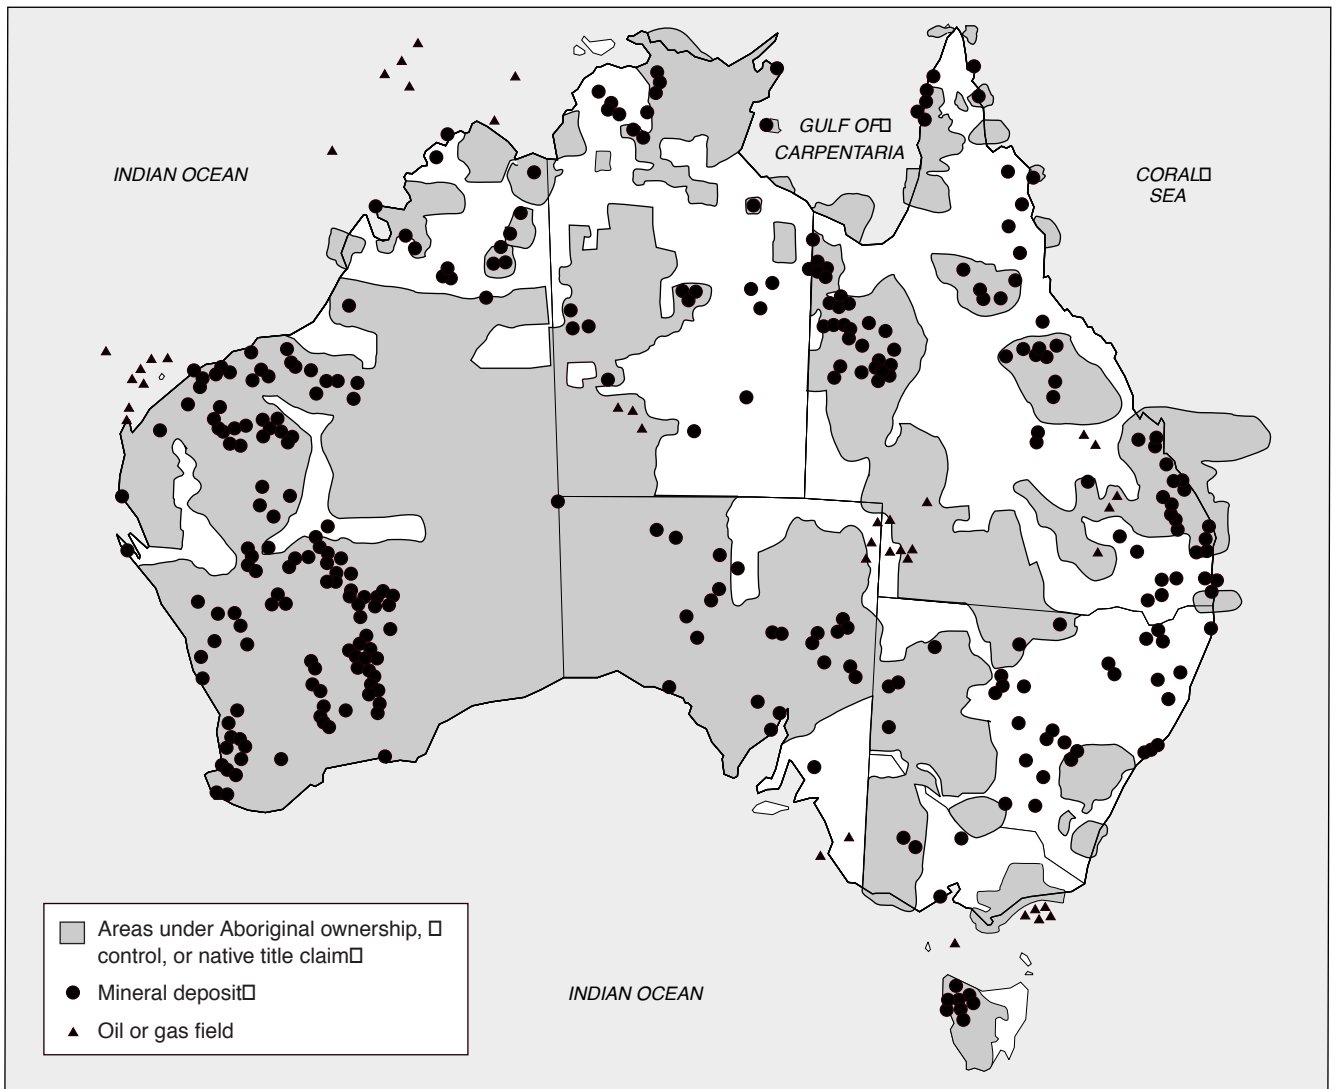 INDIAN OCEAN
GULF OF□
CARPENTARIA
CORAL□
SEA
Areas under Aboriginal ownership, □
control, or native title claim□
Mineral deposit□
Oil or gas field
INDIAN OCEAN